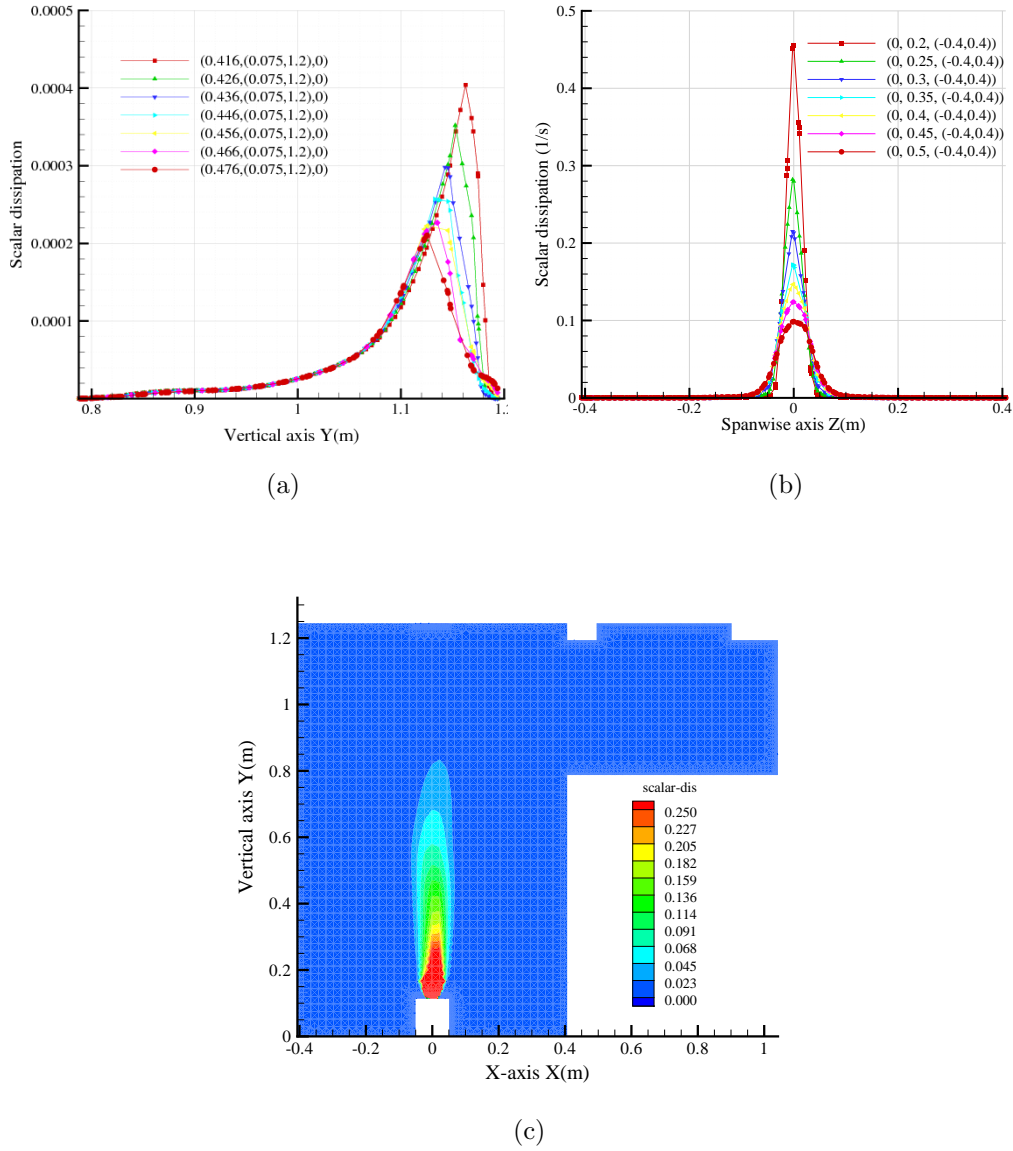 0.0005
0.0004
0.0003
0.0002
0.0001
Scalar dissipation
(0.416,(0.075,1.2),0)
(0.426,(0.075,1.2),0)
(0.436,(0.075,1.2),0)
(0.446,(0.075,1.2),0)
(0.456,(0.075,1.2),0)
(0.466,(0.075,1.2),0)
(0.476,(0.075,1.2),0)
0.8 0.9 1 1.1
Vertical axis Y(m)
(a)
0.5
0.4
0.3
0.2
0.1
0
Scalar dissipation (1/s)
(0, 0.2, (-0.4,0.4))
(0, 0.25, (-0.4,0.4))
(0, 0.3, (-0.4,0.4))
(0, 0.35, (-0.4,0.4))
(0, 0.4, (-0.4,0.4))
(0, 0.45, (-0.4,0.4))
(0, 0.5, (-0.4,0.4))
-0.4 -0.2 0 0.2 0.4
Spanwise axis Z(m)
(b)
1.2
1
0.8
0.6
0.4
0.2
0
Vertical axis Y(m)
scalar-dis
0.250
0.227
0.205
0.182
0.159
0.136
0.114
0.091
0.068
0.045
0.023
0.000
-0.4 -0.2 0 0.2 0.4 0.6 0.8 1
X-axis X(m)
(c)